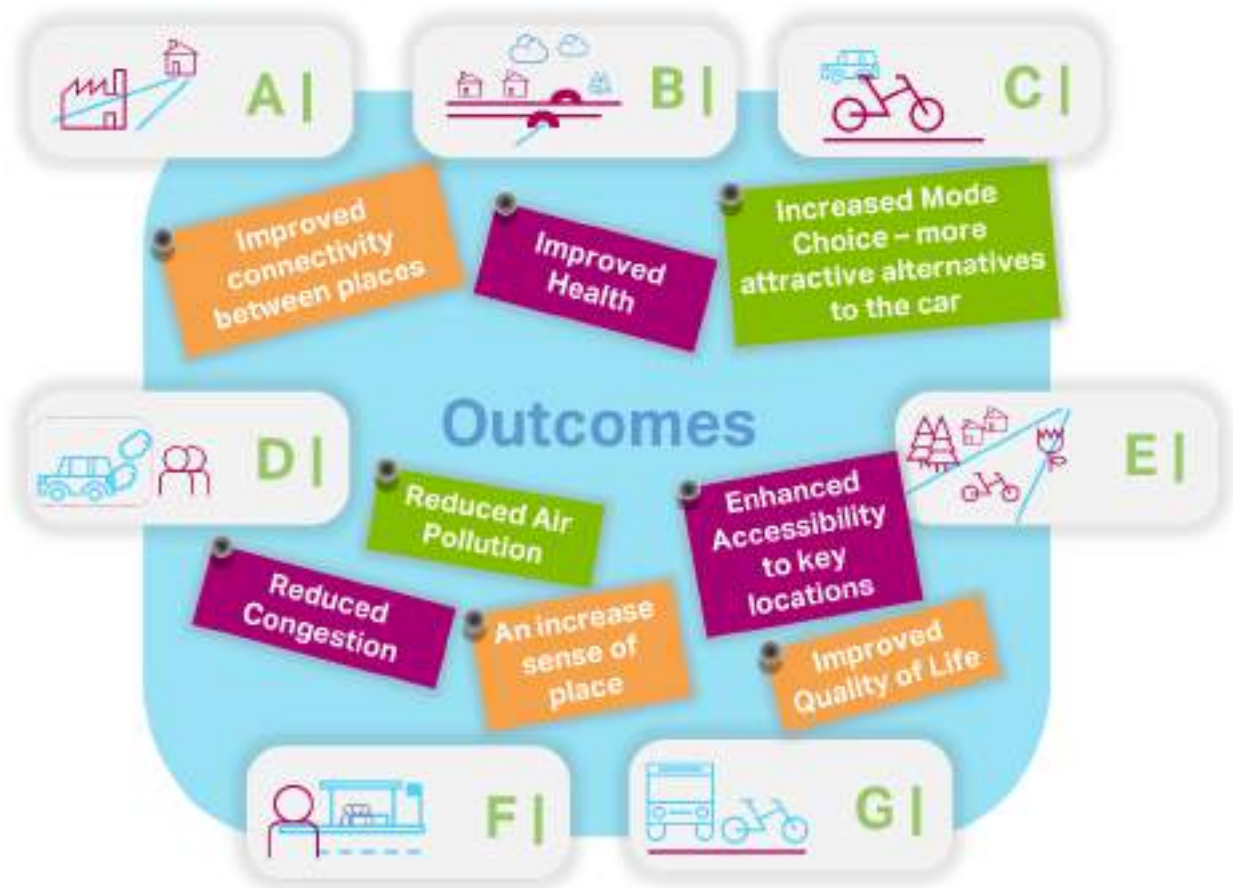 A |
B |
C |
Improved
connectivity
between places
Improved
Health
Increased Mode
Choice – more
attractive alternatives
to the car
Outcomes
D |
E |
Reduced Air
Pollution
Enhanced
Accessibility
to key
locations
Reduced
Congestion
An increase
sense of
place
Improved
Quality of Life
F |
G |